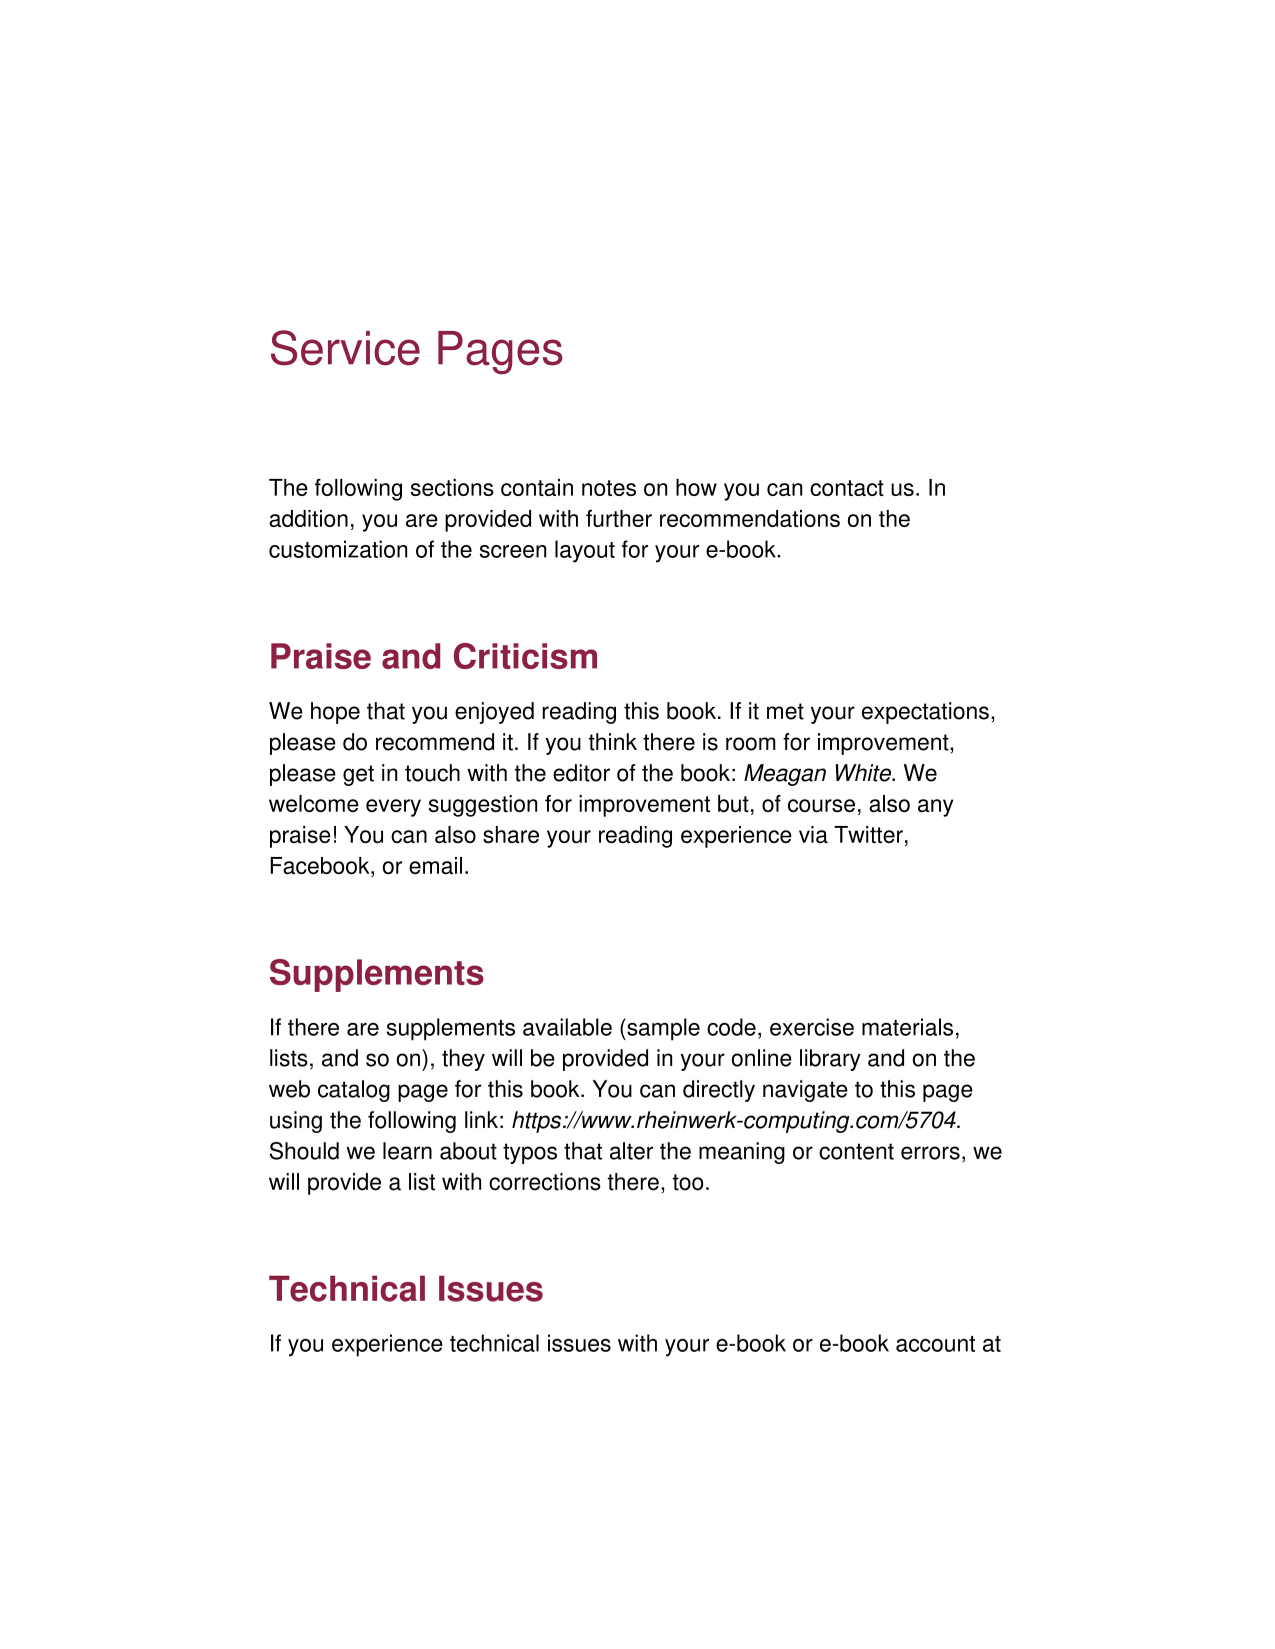 Service Pages
The following sections contain notes on how you can contact us. In
addition, you are provided with further recommendations on the
customization of the screen layout for your e-book.
Praise and Criticism
We hope that you enjoyed reading this book. If it met your expectations,
please do recommend it. If you think there is room for improvement,
please get in touch with the editor of the book: Meagan White. We
welcome every suggestion for improvement but, of course, also any
praise! You can also share your reading experience via Twitter,
Facebook, or email.
Supplements
If there are supplements available (sample code, exercise materials,
lists, and so on), they will be provided in your online library and on the
web catalog page for this book. You can directly navigate to this page
using the following link: https://www.rheinwerk-computing.com/5704.
Should we learn about typos that alter the meaning or content errors, we
will provide a list with corrections there, too.
Technical Issues
If you experience technical issues with your e-book or e-book account at